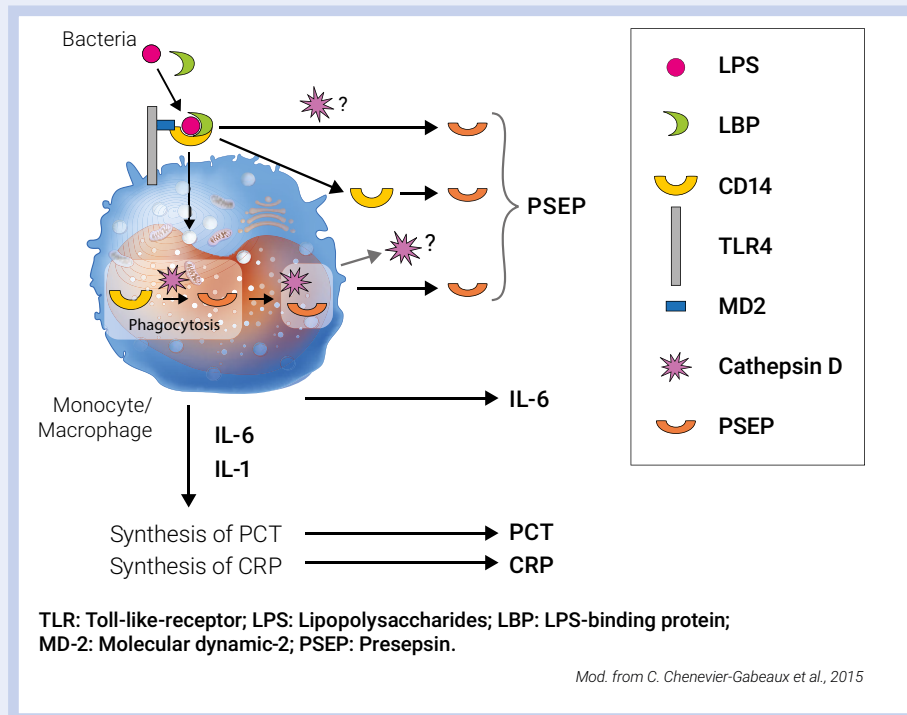 Bacteria
?
PSEP
?
Phagocytosis
Monocyte/
Macrophage
IL-6
IL-6
IL-1
Synthesis of PCT
PCT
Synthesis of CRP
CRP
LPS
LBP
CD14
TLR4
MD2
Cathepsin D
PSEP
TLR: Toll-like-receptor; LPS: Lipopolysaccharides; LBP: LPS-binding protein;
MD-2: Molecular dynamic-2; PSEP: Presepsin.
Mod. from C. Chenevier-Gabeaux et al., 2015